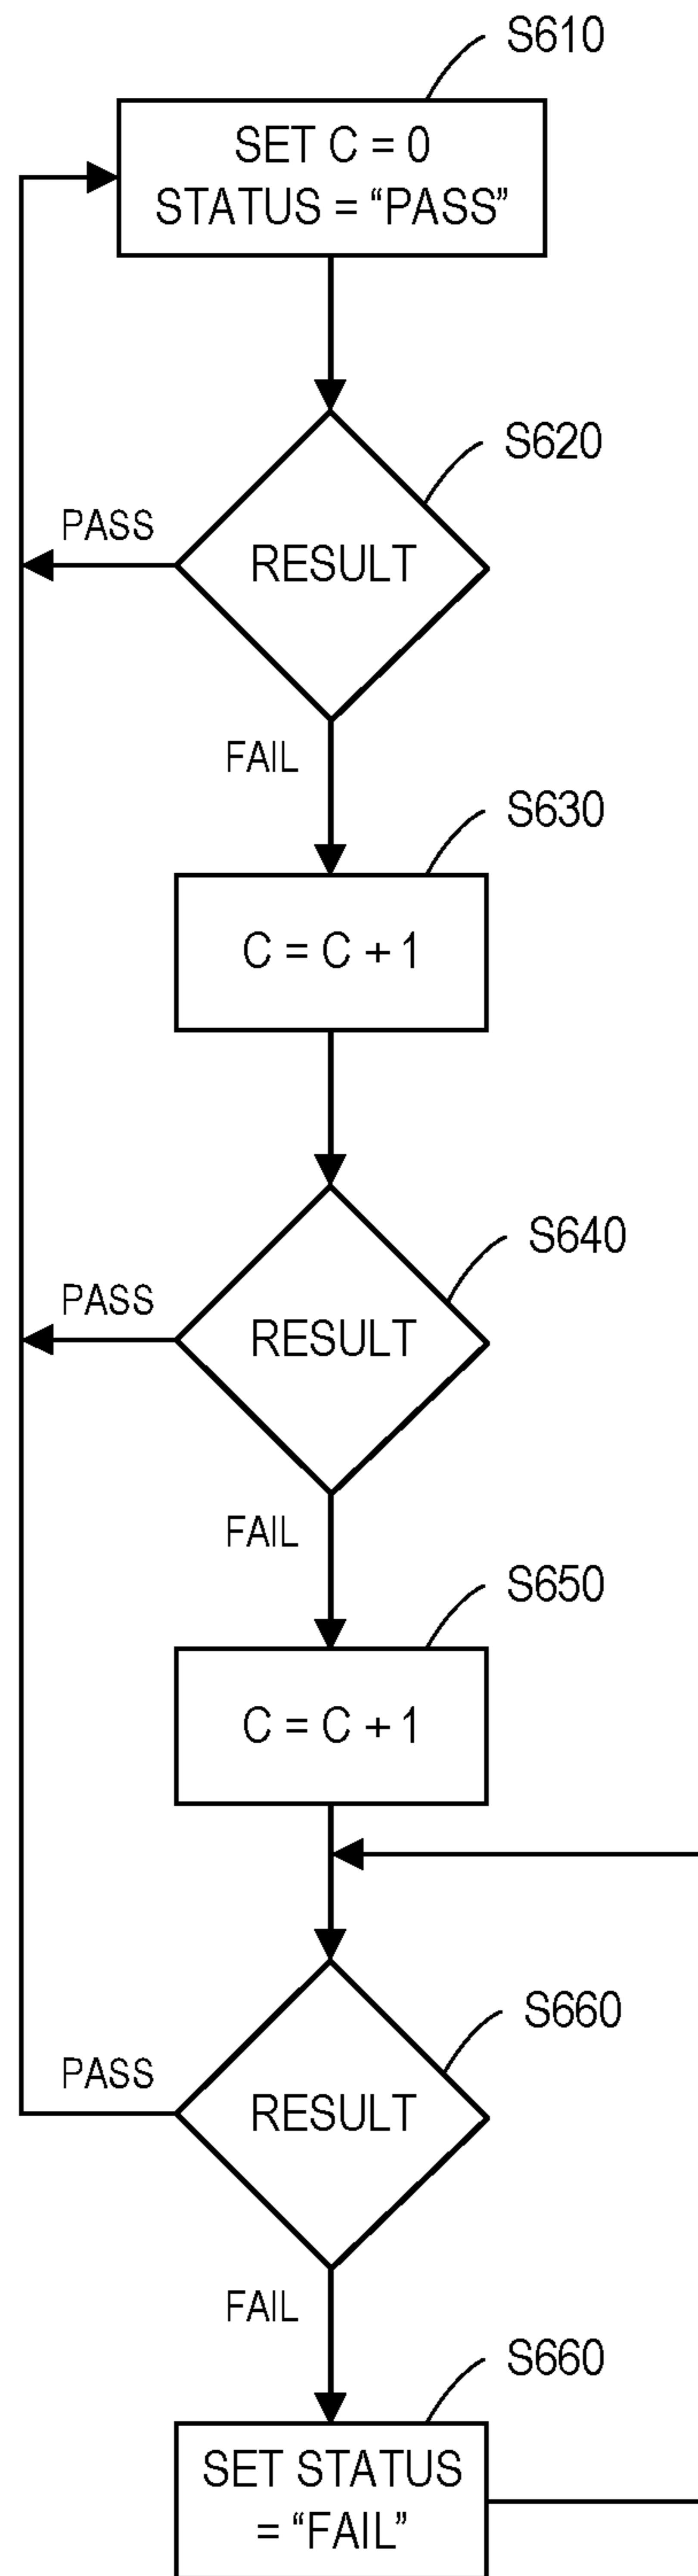 S610
SET C = 0
STATUS = “PASS”
S620
PASS
RESULT
FAIL
S630
C = C + 1
S640
PASS
RESULT
FAIL
S650
C = C + 1
S660
PASS
RESULT
FAIL
S660
SET STATUS
= “FAIL”